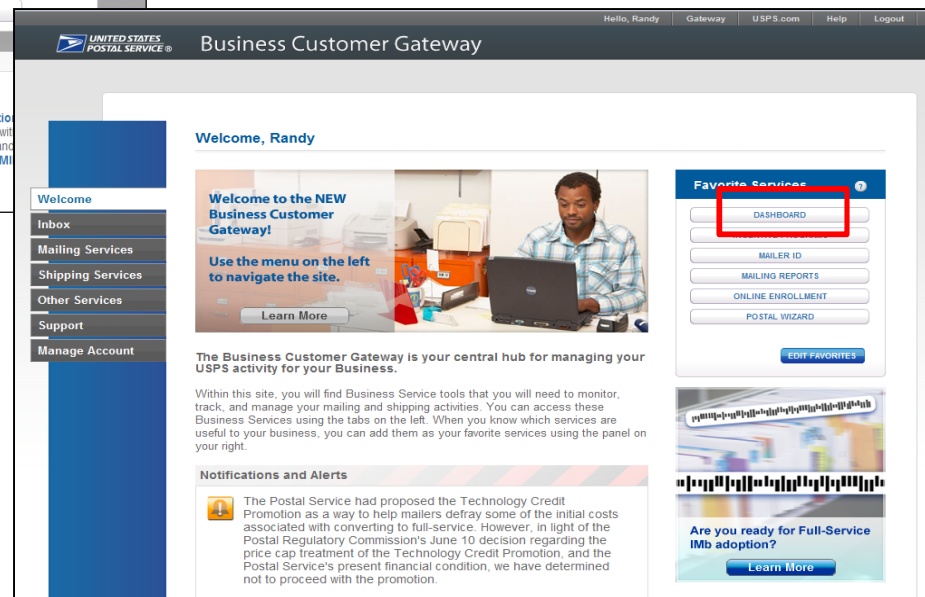 Hello, Randy Gateway USPS.com Help Logout
UNITED STATES
POSTAL SERVICE ®
Business Customer Gateway
Welcome, Randy
Welcome
Inbox
Mailing Services
Shipping Services
Other Services
Support
Manage Account
Welcome to the NEW
Business Customer
Gateway!
Use the menu on the left
to navigate the site.
Learn More
The Business Customer Gateway is your central hub for managing your
USPS activity for your Business.
Within this site, you will find Business Service tools that you will need to monitor,
track, and manage your mailing and shipping activities. You can access these
Business Services using the tabs on the left. When you know which services are
useful to your business, you can add them as your favorite services using the panel on
your right.
Notifications and Alerts
The Postal Service had proposed the Technology Credit
Promotion as a way to help mailers defray some of the initial costs
associated with converting to full-service. However, in light of the
Postal Regulatory Commission's June 10 decision regarding the
price cap treatment of the Technology Credit Promotion, and the
Postal Service's present financial condition, we have determined
not to proceed with the promotion.
Favorite Services ?
DASHBOARD
MAILER ID
MAILING REPORTS
ONLINE ENROLLMENT
POSTAL WIZARD
EDIT FAVORITES
Are you ready for Full-Service
IMb adoption?
Learn More